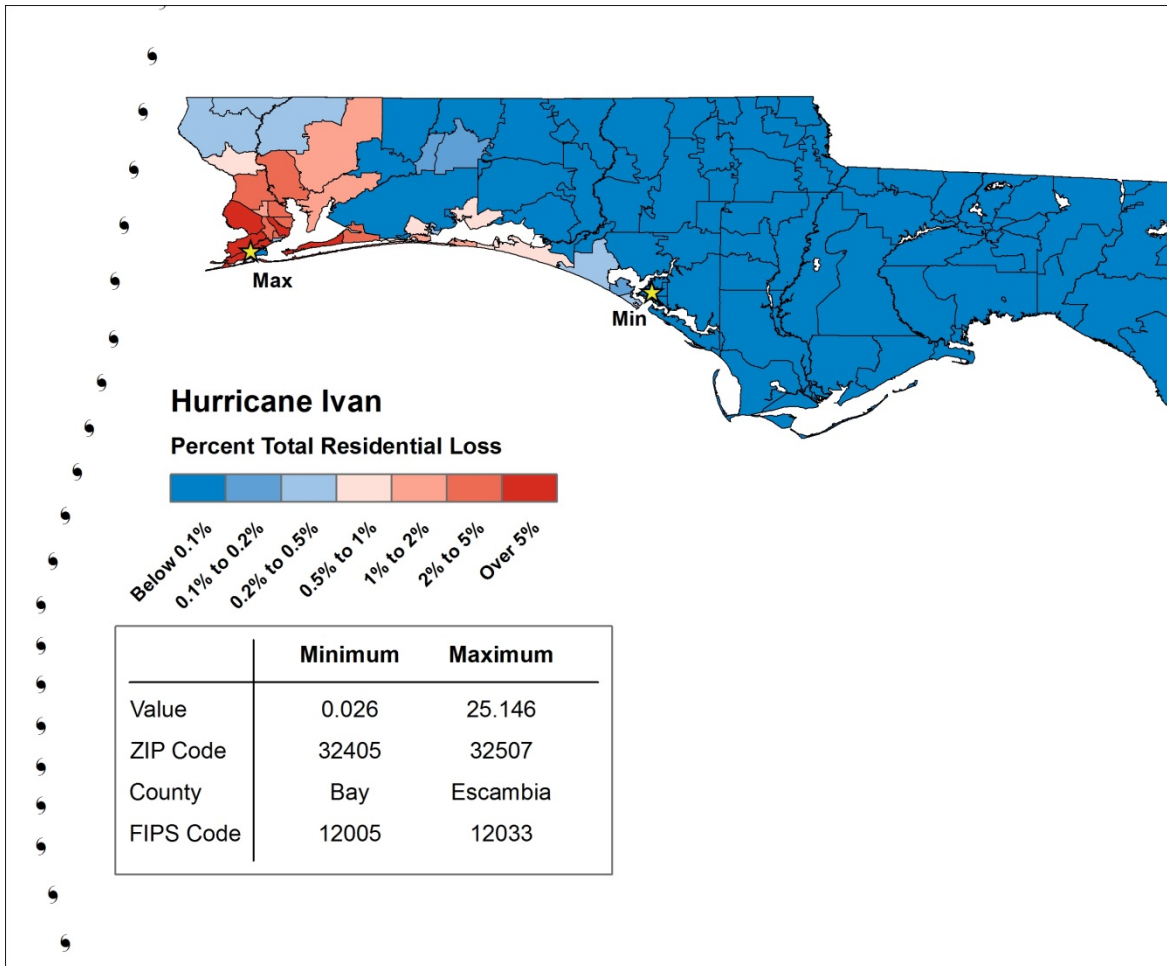 Max
Min
Hurricane Ivan
Percent Total Residential Loss
Below 0.1%
0.1% to 0.2%
0.2% to 0.5%
0.5% to 1%
1% to 2%
2% to 5%
Over 5%
Minimum Maximum
Value 0.026 25.146
ZIP Code 32405 32507
County Bay Escambia
FIPS Code 12005 12033